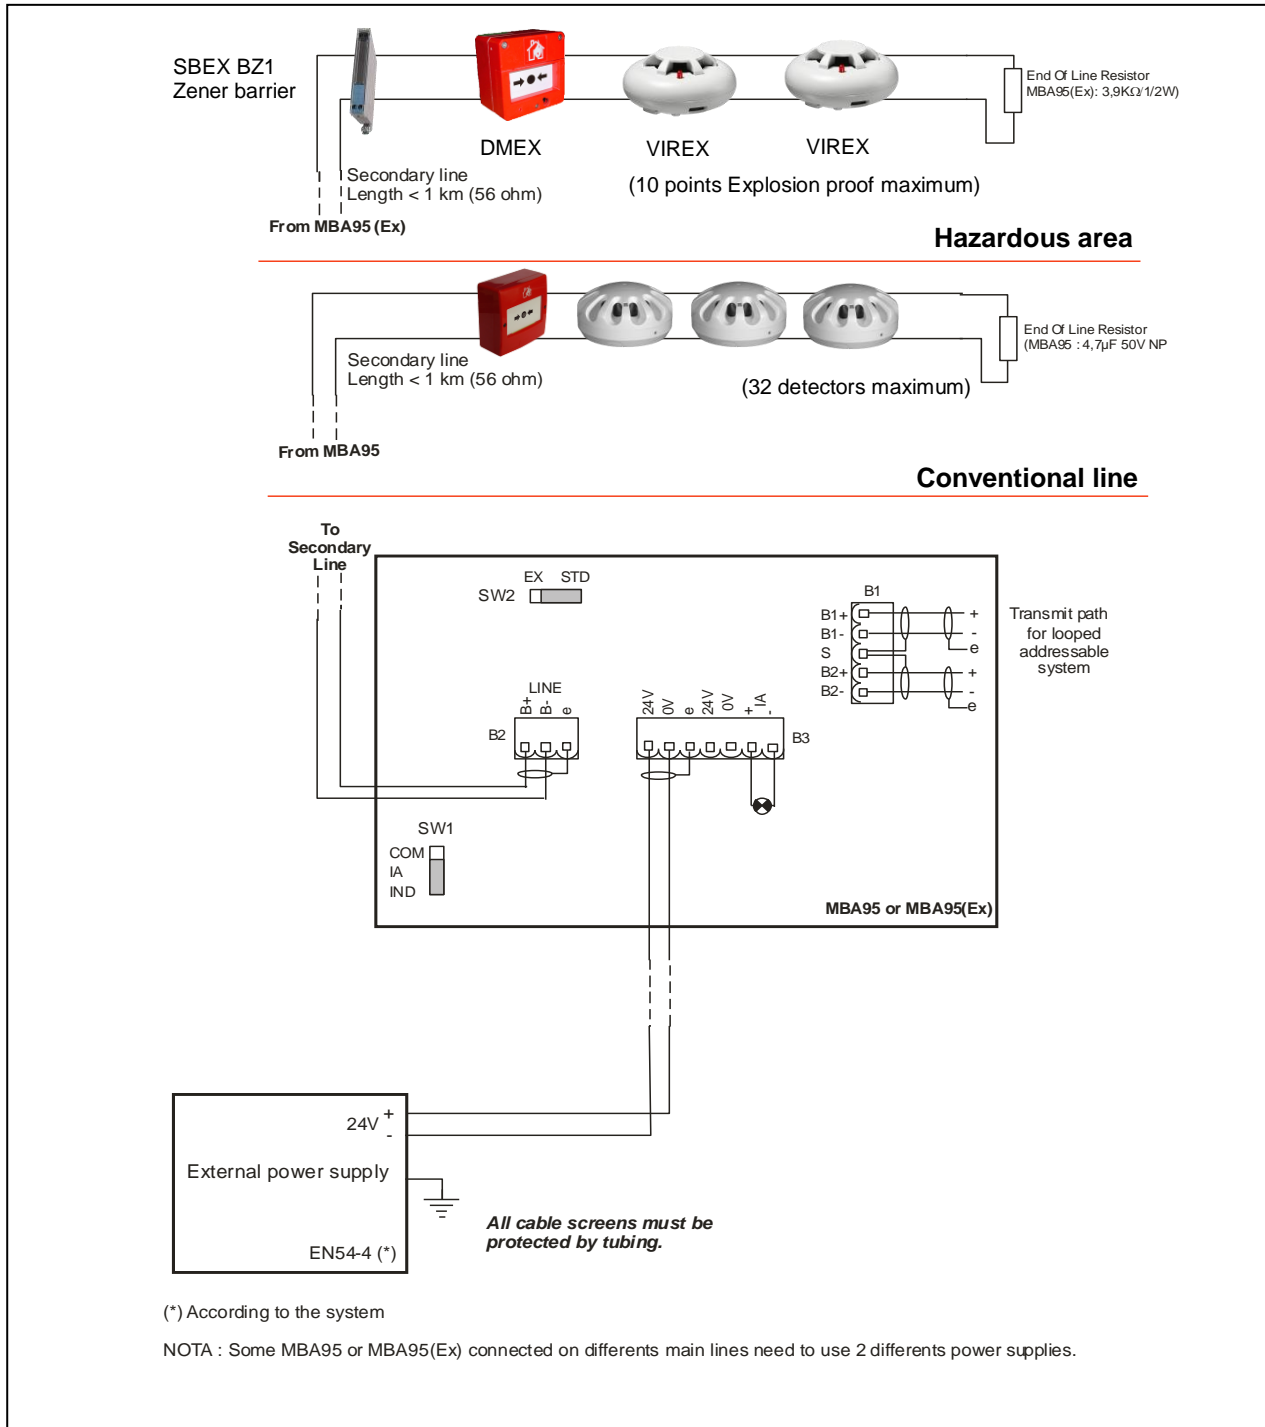 SBEX BZ1
Zener barrier
End Of Line Resistor
MBA95(Ex): 3,9KΩ/1/2W)
DMEX
VIREX
VIREX
Secondary line
Length < 1 km (56 ohm)
(10 points Explosion proof maximum)
From MBA95 (Ex)
Hazardous area
End Of Line Resistor
(MBA95 : 4,7µF 50V NP
Secondary line
Length < 1 km (56 ohm)
(32 detectors maximum)
From MBA95
Conventional line
To
Secondary
Line
EX STD
SW2
B1
B1+
B1-
S
B2+
B2-
+
-
e
+
-
e
Transmit path
for looped
addressable
system
LINE
B+
B-
e
B2
24V
0V
e
24V
0V
+
IA
-
B3
SW1
COM
IA
IND
MBA95 or MBA95(Ex)
24V
+
-
External power supply
EN54-4 (*)
All cable screens must be
protected by tubing.
(*) According to the system
NOTA : Some MBA95 or MBA95(Ex) connected on differents main lines need to use 2 differents power supplies.